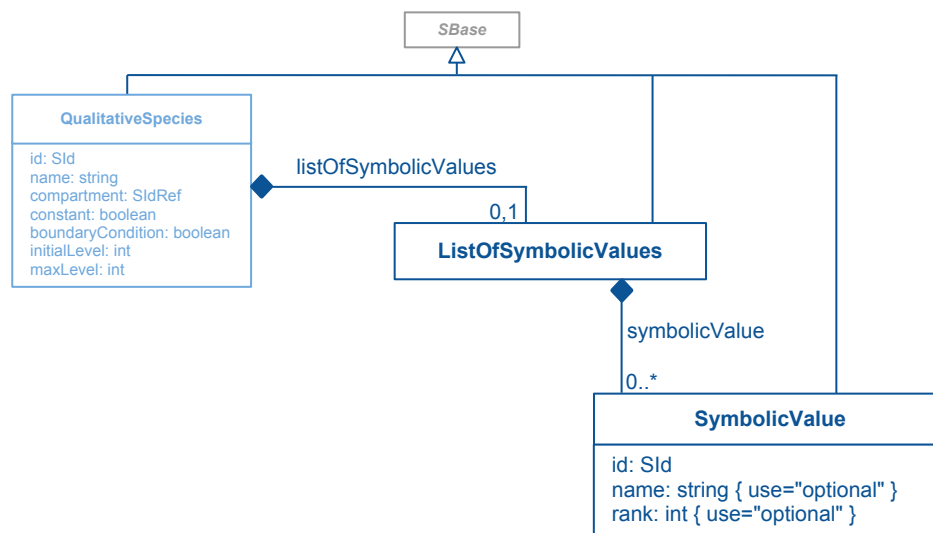 SBase
QualitativeSpecies
id: SId
name: string
compartment: SIdRef
constant: boolean
boundaryCondition: boolean
initialLevel: int
maxLevel: int
listOfSymbolicValues
0,1
ListOfSymbolicValues
symbolicValue
0..*
SymbolicValue
id: SId
name: string { use="optional" }
rank: int { use="optional" }